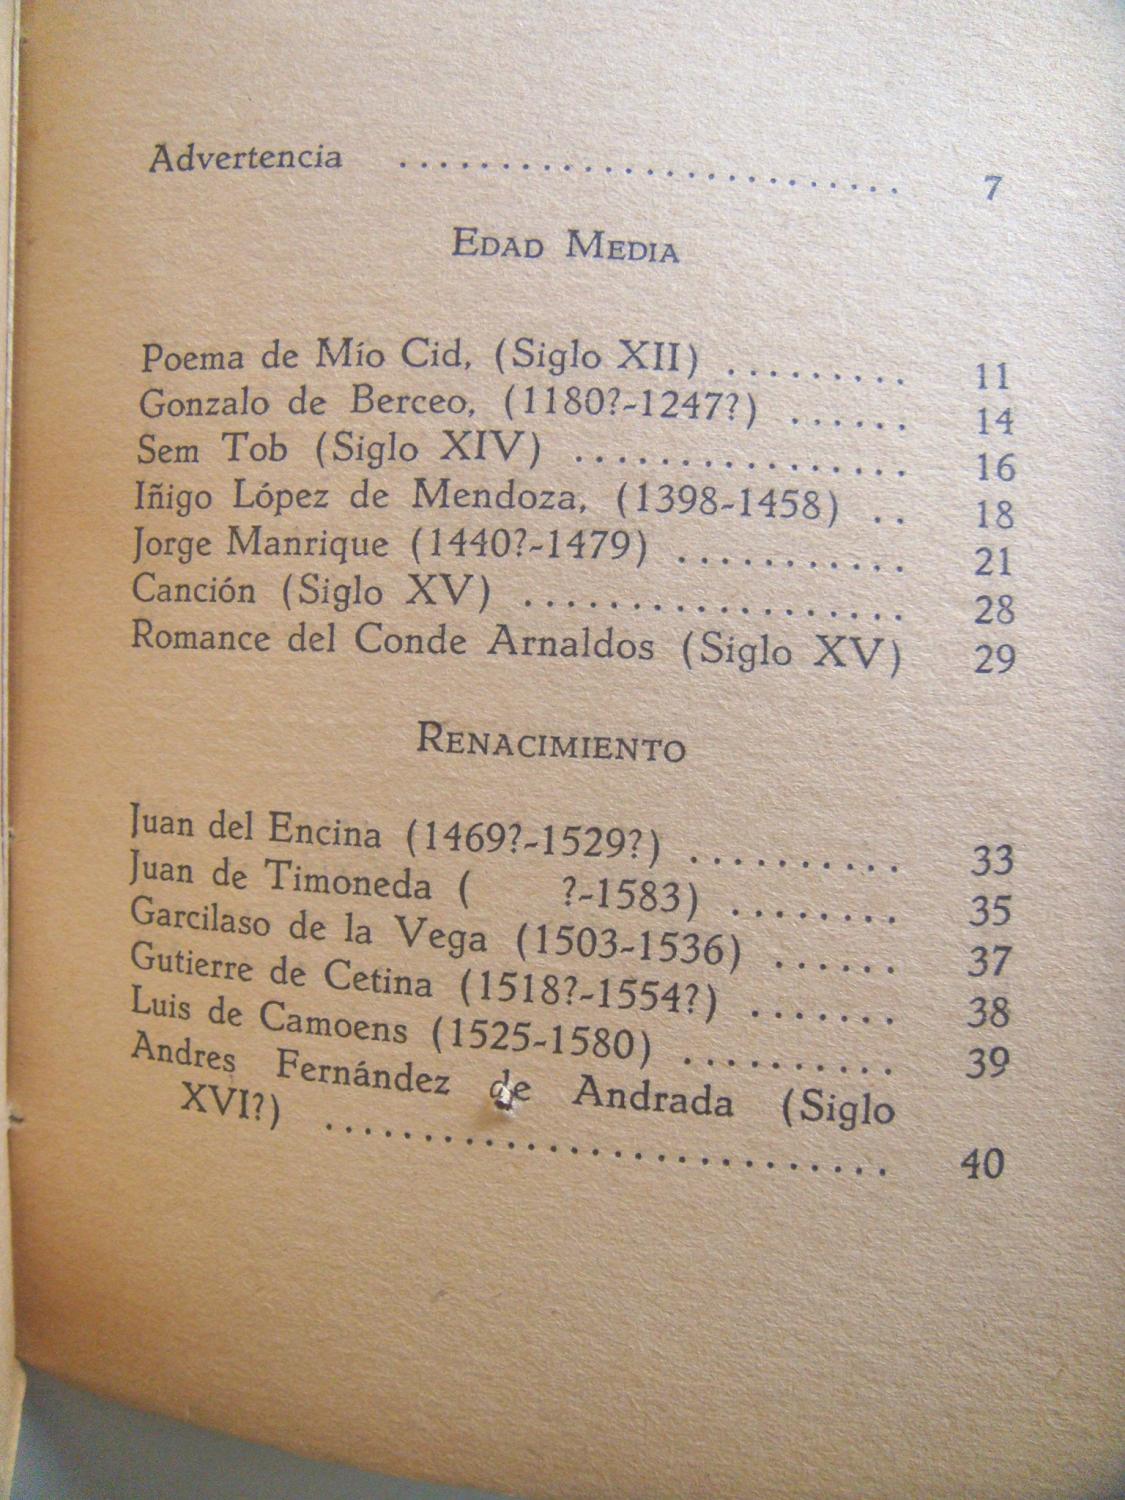 Advertencia ........................ 7
EDAD MEDIA
Poema de Mío Cid, (Siglo XII) ......... 11
Gonzalo de Berceo, (1180?-1247?) ...... 14
Sem Tob (Siglo XIV) ................ 16
Iñigo López de Mendoza, (1398-1458) .. 18
Jorge Manrique (1440?-1479) ........... 21
Canción (Siglo XV) .................. 28
Romance del Conde Arnaldos (Siglo XV) 29
RENACIMIENTO
Juan del Encina (1469?-1529?) .......... 33
Juan de Timoneda ( ?-1583) ........ 35
Garcilaso de la Vega (1503-1536) ...... 37
Gutierre de Cetina (1518?-1554?) ....... 38
Luis de Camoens (1525-1580) .......... 39
Andres Fernández de Andrada (Siglo
XVI?) ........................... 40